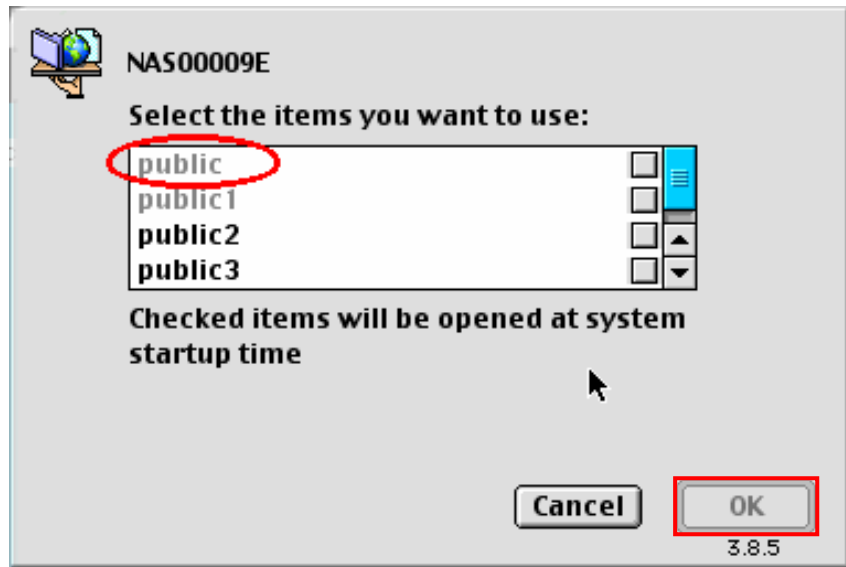 NAS00009E
Select the items you want to use:
public
public1
public2
public3
Checked items will be opened at system
startup time
Cancel
OK
3.8.5